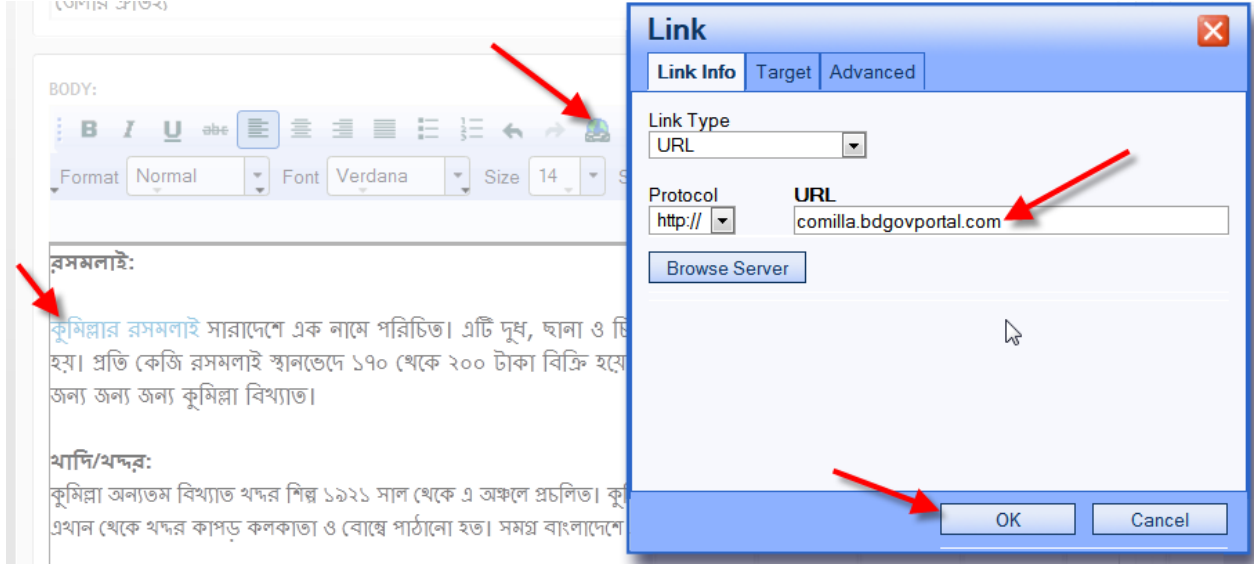 BODY:
B I U abc
Format Normal Font Verdana Size 14
রসমলাই:
কুমিল্লার রসমলাই সারাদেশে এক নামে পরিচিত। এটি দুধ, ছানা ও
হয়। প্রতি কেজি রসমলাই স্থানভেদে ১৭০ থেকে ২০০ টাকা বিক্রি হয়ে
জন্য জন্য জন্য কুমিল্লা বিখ্যাত।
খাদি/খদ্দর:
কুমিল্লা অন্যতম বিখ্যাত খদ্দর শিল্প ১৯২১ সাল থেকে এ অঞ্চলে প্রচলিত।
এখান থেকে খদ্দর কাপড় কলকাতা ও বোম্বে পাঠানো হত। সমগ্র বাংলাদেশে
Link
Link Info Target Advanced
Link Type
URL
Protocol URL
http:// comilla.bdgovportal.com
Browse Server
OK Cancel